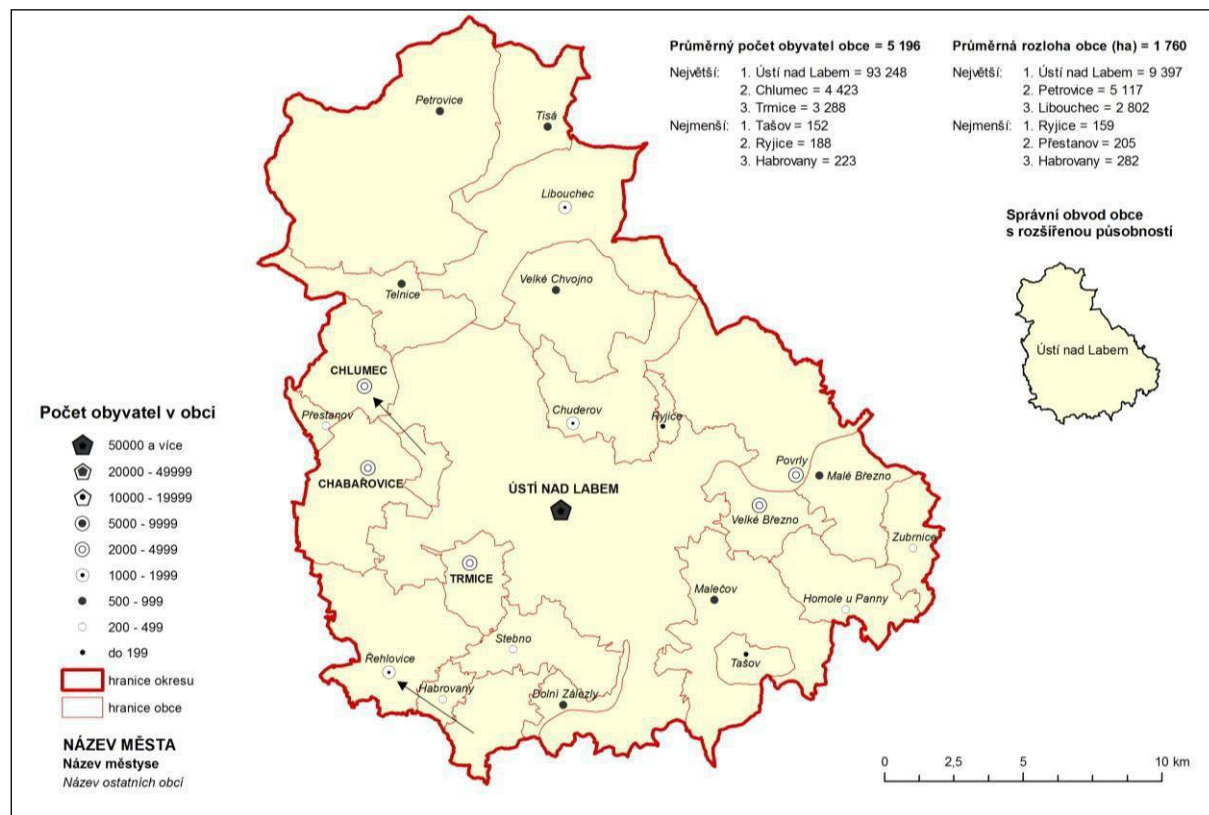 Průměrný počet obyvatel obce = 5 196
Největší: 1. Ústí nad Labem = 93 248
2. Chlumec = 4 423
3. Trmice = 3 288
Nejmenší: 1. Tašov = 152
2. Ryjice = 188
3. Habrovany = 223
Průměrná rozloha obce (ha) = 1 760
Největší: 1. Ústí nad Labem = 9 397
2. Petrovice = 5 117
3. Libouchec = 2 802
Nejmenší: 1. Ryjice = 159
2. Přestanov = 205
3. Habrovany = 282
Správní obvod obce
s rozšířenou působností
Ústí nad Labem
Petrovice
Tisá
Libouchec
Telnice
Velké Chvojno
CHLUMEC
Přestanov
Chuderov
Ryjice
CHABAŘOVICE
ÚSTÍ NAD LABEM
Povrly
Malé Březno
Velké Březno
Zubrnice
TRMICE
Malečov
Homole u Panny
Stebno
Tašov
Řehlovice
Habrovany
Dolní Zálezly
Počet obyvatel v obci
50000 a více
20000 - 49999
10000 - 19999
5000 - 9999
2000 - 4999
1000 - 1999
500 - 999
200 - 499
do 199
hranice okresu
hranice obce
NÁZEV MĚSTA
Název městyse
Název ostatních obcí
0 2,5 5 10 km